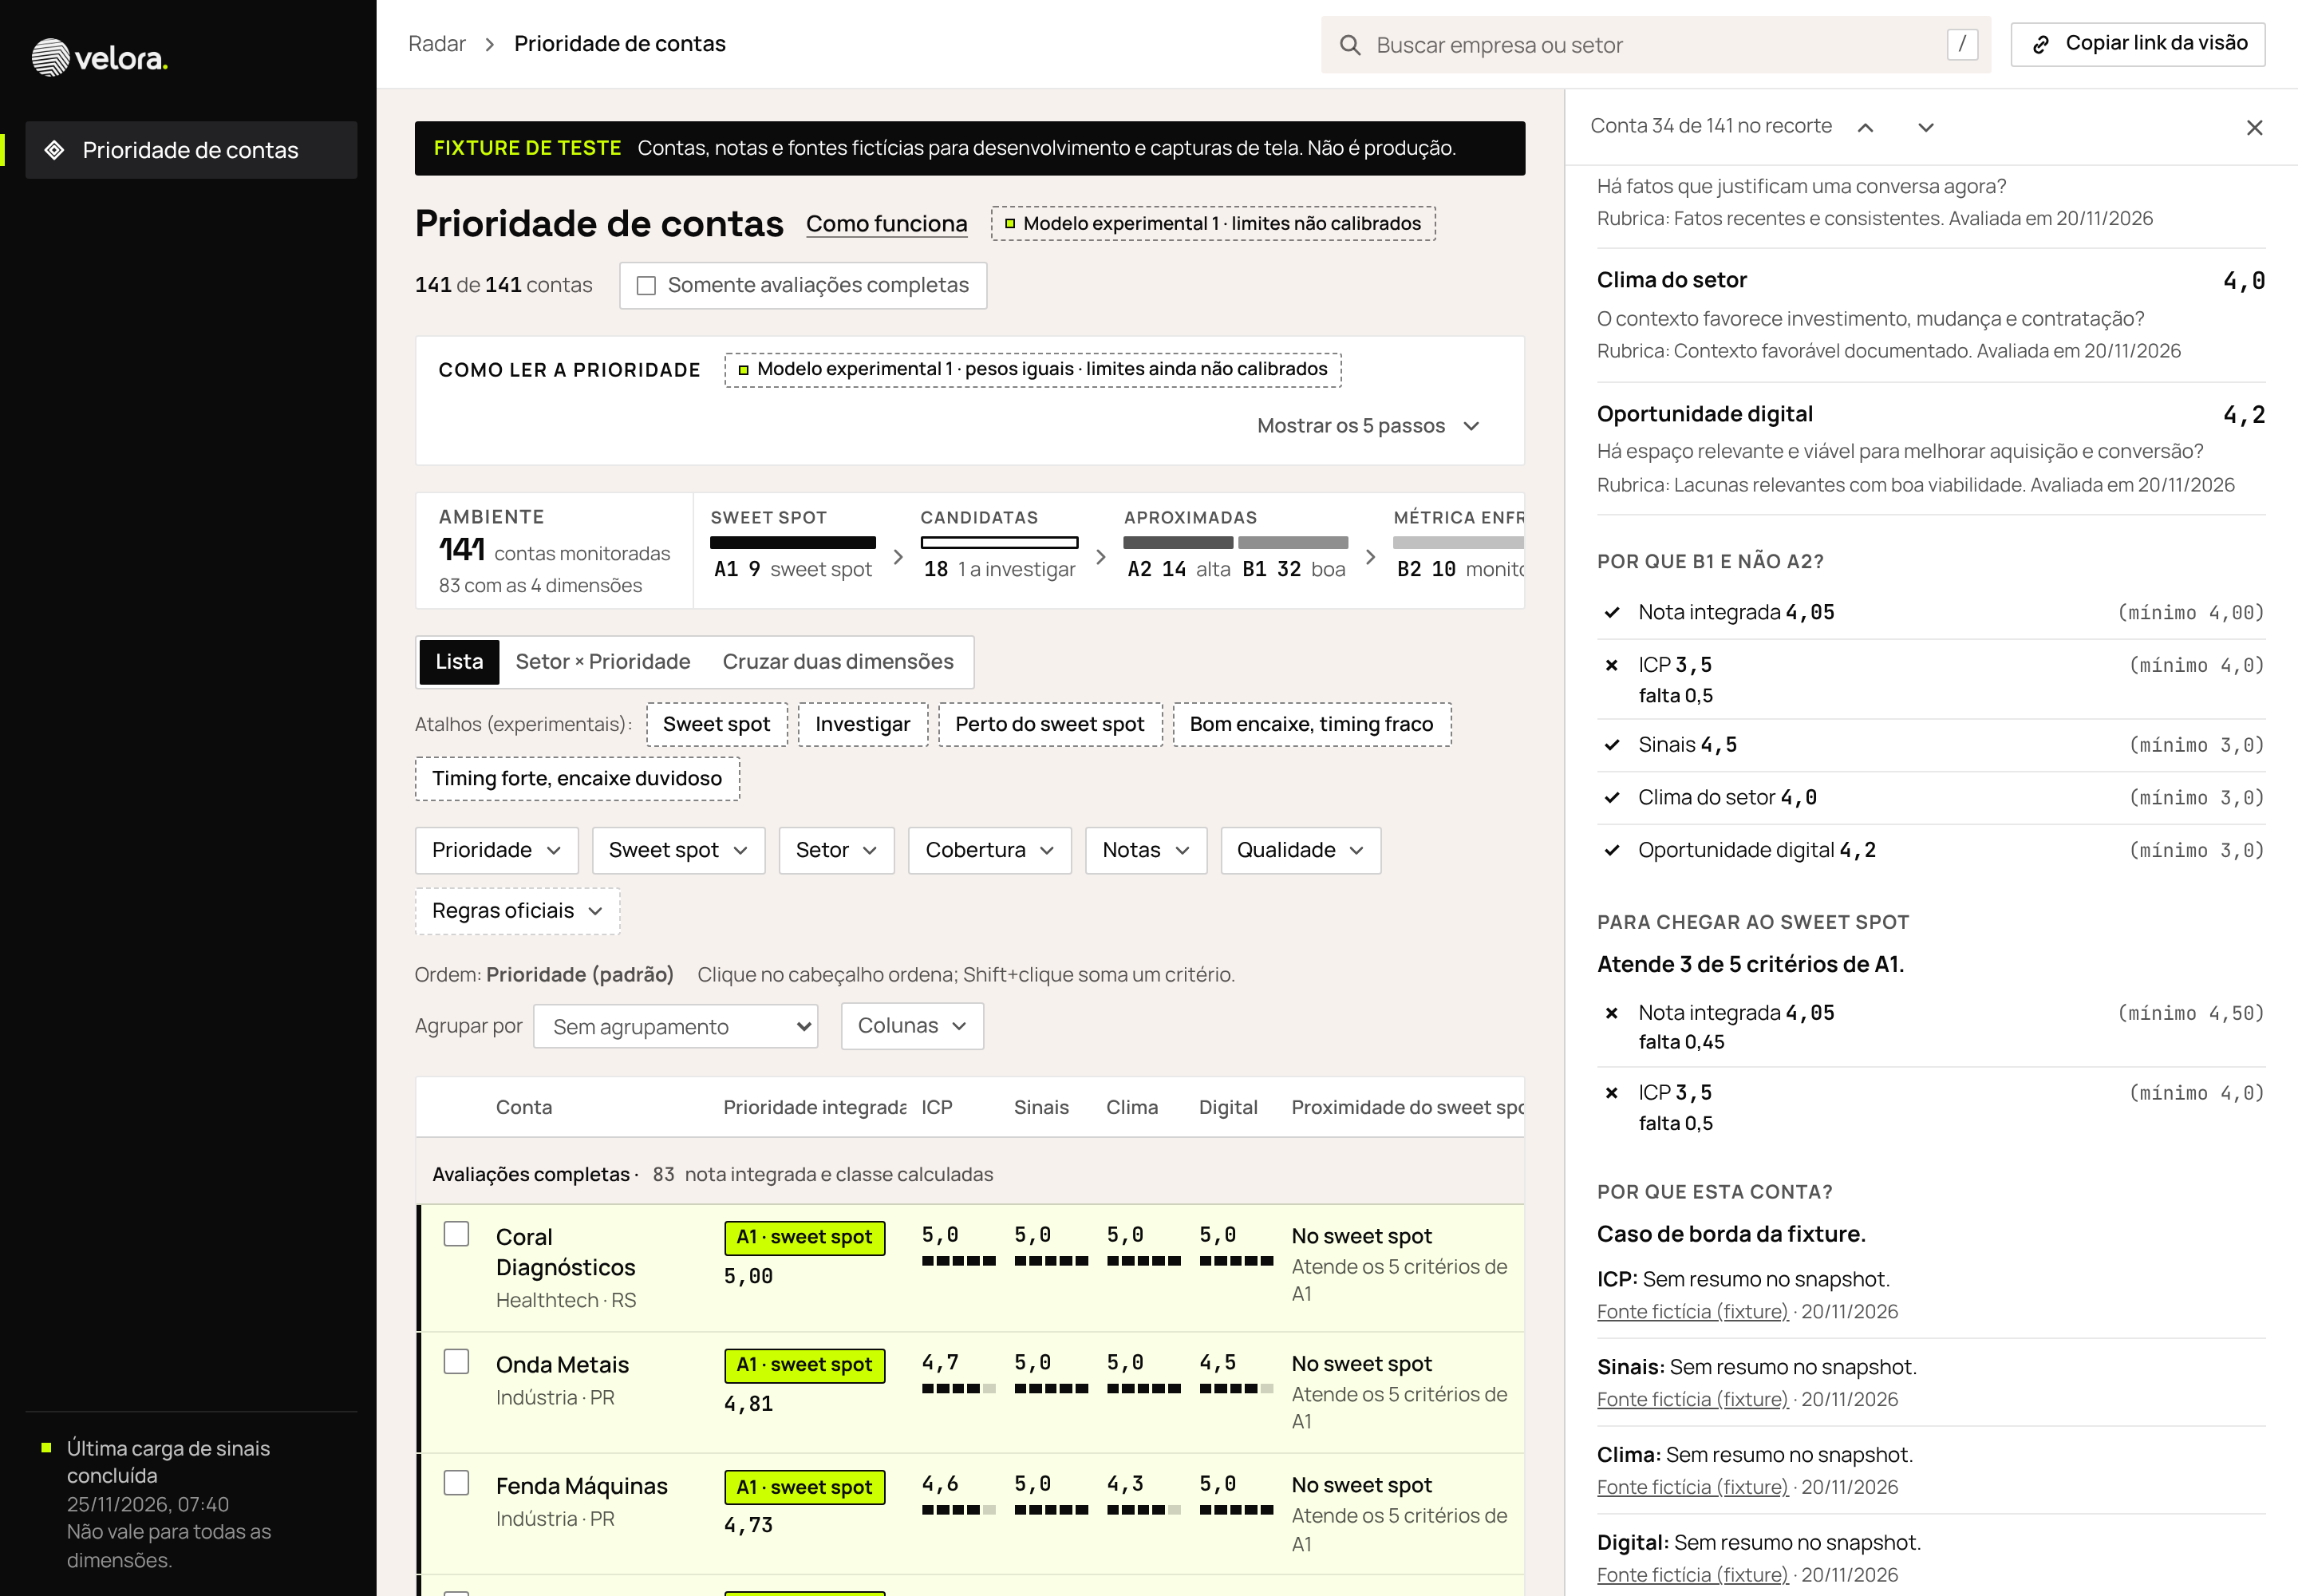 velora.
Prioridade de contas
Última carga de sinais
concluída
25/11/2026, 07:40
Não vale para todas as
dimensões.
Radar > Prioridade de contas
Buscar empresa ou setor /
Copiar link da visão
FIXTURE DE TESTE Contas, notas e fontes fictícias para desenvolvimento e capturas de tela. Não é produção.
Prioridade de contas Como funciona Modelo experimental 1 · limites não calibrados
141 de 141 contas Somente avaliações completas
COMO LER A PRIORIDADE Modelo experimental 1 · pesos iguais · limites ainda não calibrados
Mostrar os 5 passos
AMBIENTE
141 contas monitoradas
83 com as 4 dimensões
SWEET SPOT
A1 9 sweet spot
CANDIDATAS
18 1 a investigar
APROXIMADAS
A2 14 alta B1 32 boa
MÉTRICA ENFR
B2 10 monito
Lista Setor × Prioridade Cruzar duas dimensões
Atalhos (experimentais): Sweet spot Investigar Perto do sweet spot Bom encaixe, timing fraco
Timing forte, encaixe duvidoso
Prioridade Sweet spot Setor Cobertura Notas Qualidade
Regras oficiais
Ordem: Prioridade (padrão) Clique no cabeçalho ordena; Shift+clique soma um critério.
Agrupar por Sem agrupamento Colunas
Conta Prioridade integrada ICP Sinais Clima Digital Proximidade do sweet spo
Avaliações completas · 83 nota integrada e classe calculadas
Coral
Diagnósticos
Healthtech · RS
A1 · sweet spot
5,00
5,0 5,0 5,0 5,0
No sweet spot
Atende os 5 critérios de
A1
Onda Metais
Indústria · PR
A1 · sweet spot
4,81
4,7 5,0 5,0 4,5
No sweet spot
Atende os 5 critérios de
A1
Fenda Máquinas
Indústria · PR
A1 · sweet spot
4,73
4,6 5,0 4,3 5,0
No sweet spot
Atende os 5 critérios de
A1
Conta 34 de 141 no recorte
Há fatos que justificam uma conversa agora?
Rubrica: Fatos recentes e consistentes. Avaliada em 20/11/2026
Clima do setor 4,0
O contexto favorece investimento, mudança e contratação?
Rubrica: Contexto favorável documentado. Avaliada em 20/11/2026
Oportunidade digital 4,2
Há espaço relevante e viável para melhorar aquisição e conversão?
Rubrica: Lacunas relevantes com boa viabilidade. Avaliada em 20/11/2026
POR QUE B1 E NÃO A2?
Nota integrada 4,05 (mínimo 4,00)
ICP 3,5 (mínimo 4,0)
falta 0,5
Sinais 4,5 (mínimo 3,0)
Clima do setor 4,0 (mínimo 3,0)
Oportunidade digital 4,2 (mínimo 3,0)
PARA CHEGAR AO SWEET SPOT
Atende 3 de 5 critérios de A1.
Nota integrada 4,05 (mínimo 4,50)
falta 0,45
ICP 3,5 (mínimo 4,0)
falta 0,5
POR QUE ESTA CONTA?
Caso de borda da fixture.
ICP: Sem resumo no snapshot.
Fonte fictícia (fixture) · 20/11/2026
Sinais: Sem resumo no snapshot.
Fonte fictícia (fixture) · 20/11/2026
Clima: Sem resumo no snapshot.
Fonte fictícia (fixture) · 20/11/2026
Digital: Sem resumo no snapshot.
Fonte fictícia (fixture) · 20/11/2026